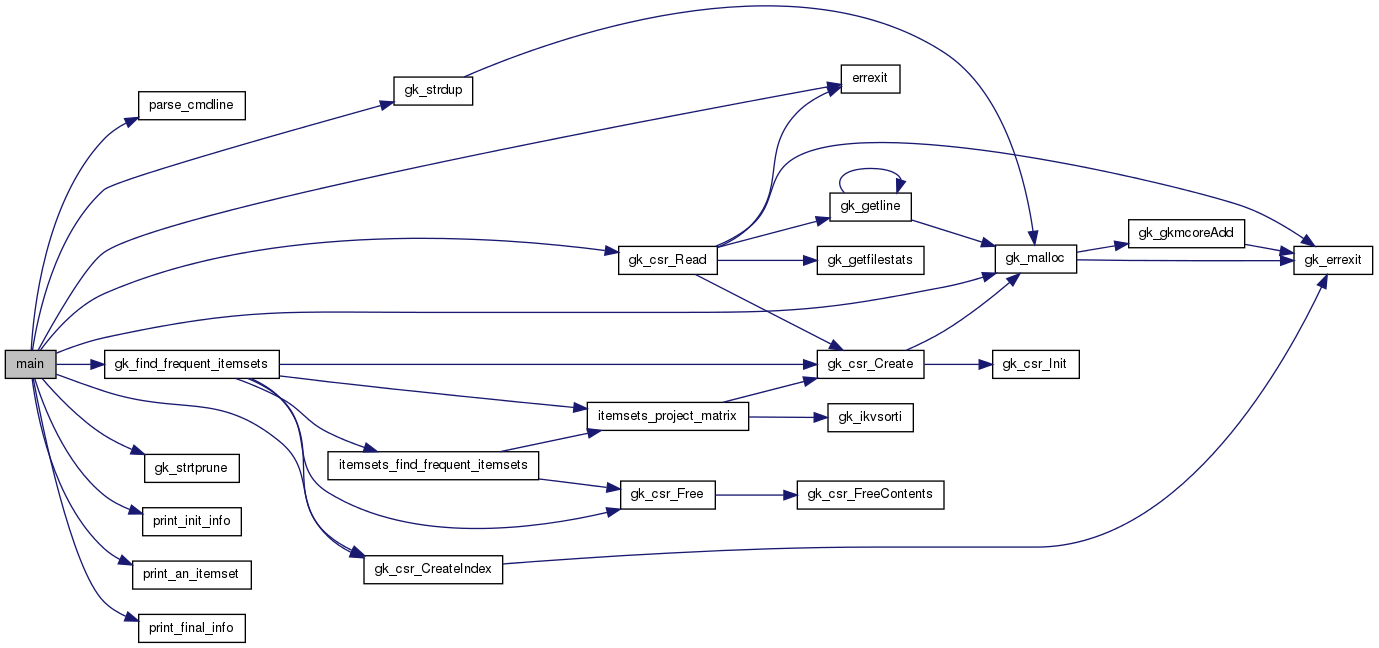 main
parse_cmdline
gk_strdup
errexit
gk_getline
gk_csr_Read
gk_getfilestats
gk_malloc
gk_gkmcoreAdd
gk_errexit
gk_find_frequent_itemsets
gk_csr_Create
gk_csr_Init
itemsets_project_matrix
gk_ikvsorti
gk_strtprune
itemsets_find_frequent_itemsets
gk_csr_Free
gk_csr_FreeContents
print_init_info
print_an_itemset
gk_csr_CreateIndex
print_final_info